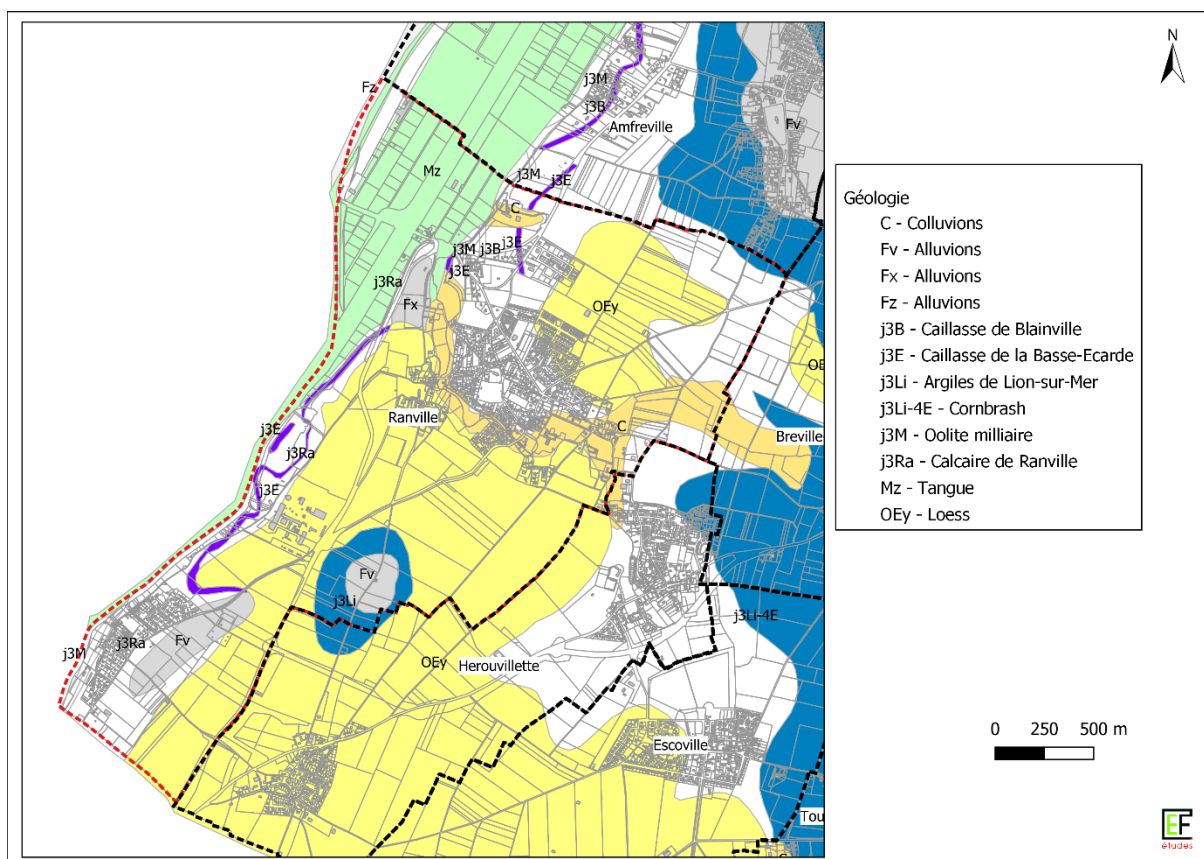 N
Fz
j3M
j3B
Amfreville
Fv
Mz
j3M
j3E
C
j3M j3B j3E
j3E
j3Ra
Fx
OEy
OE
Ranville
C
Breville
j3E
j3Ra
j3E
Fv
j3Li
j3Li-4E
j3Ra
Fv
j3M
OEy
Herouvillette
Escoville
Tou
Géologie
C - Colluvions
Fv - Alluvions
Fx - Alluvions
Fz - Alluvions
j3B - Caillasse de Blainville
j3E - Caillasse de la Basse-Ecarde
j3Li - Argiles de Lion-sur-Mer
j3Li-4E - Cornbrash
j3M - Oolite milliaire
j3Ra - Calcaire de Ranville
Mz - Tangue
OEy - Loess
0 250 500 m
EF
études